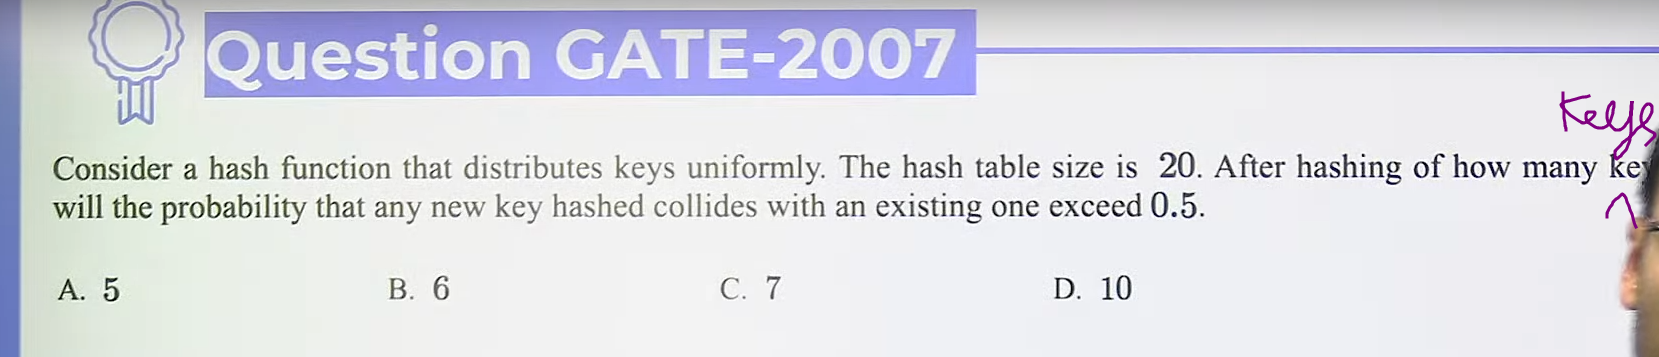 Question GATE-2007
Keys
Consider a hash function that distributes keys uniformly. The hash table size is 20. After hashing of how many
will the probability that any new key hashed collides with an existing one exceed 0.5.
A. 5 B. 6 C. 7 D. 10